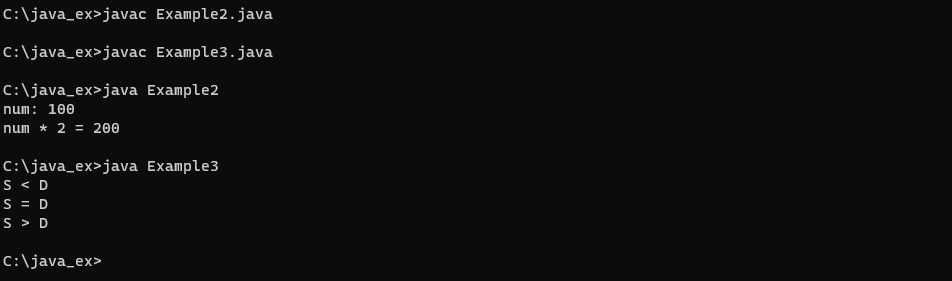 C:\java_ex>javac Example2.java
C:\java_ex>javac Example3.java
C:\java_ex>java Example2
num: 100
num * 2 = 200
C:\java_ex>java Example3
S < D
S = D
S > D
C:\java_ex>